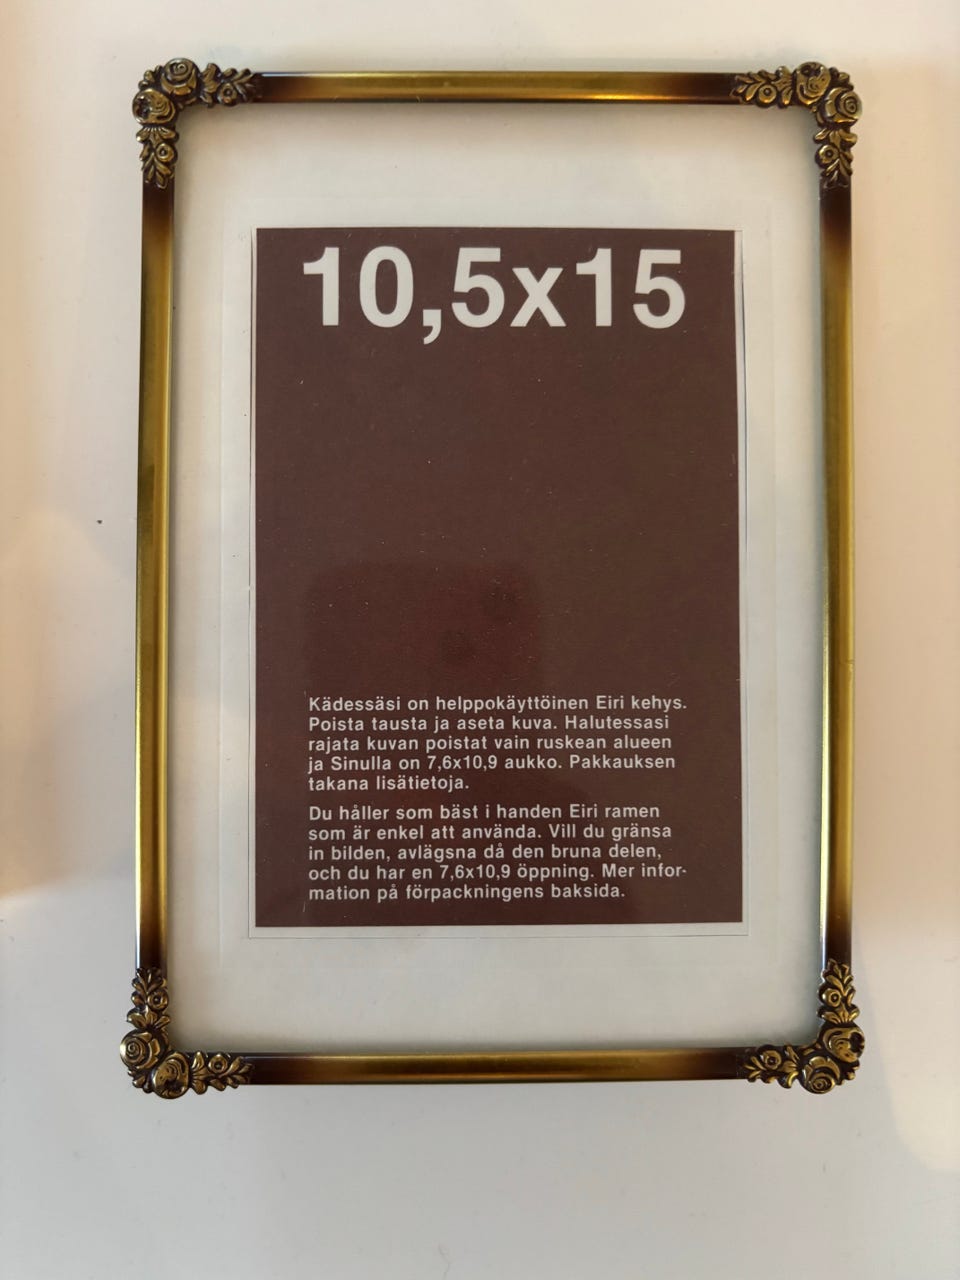 10,5x15
Kädessäsi on helppokäyttöinen Eiri kehys.
Poista tausta ja aseta kuva. Halutessasi
rajata kuvan poistat vain ruskean alueen
ja Sinulla on 7,6x10,9 aukko. Pakkauksen
takana lisätietoja.
Du håller som bäst i handen Eiri ramen
som är enkel att använda. Vill du gränsa
in bilden, avlägsna då den bruna delen,
och du har en 7,6x10,9 öppning. Mer infor-
mation på förpackningens baksida.